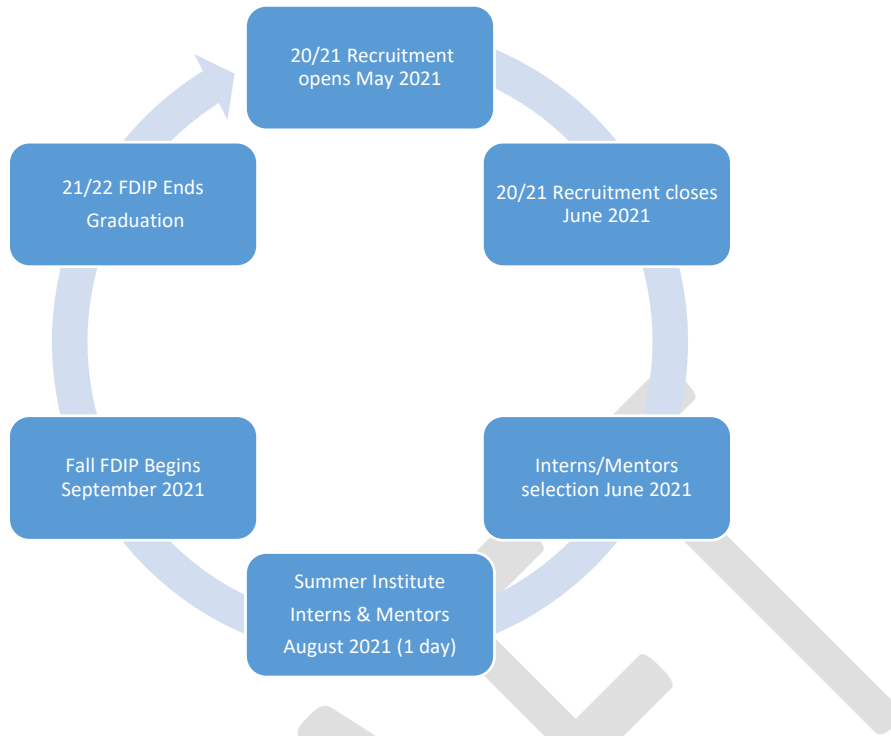 20/21 Recruitment
opens May 2021
20/21 Recruitment closes
June 2021
Interns/Mentors
selection June 2021
Summer Institute
Interns & Mentors
August 2021 (1 day)
Fall FDIP Begins
September 2021
21/22 FDIP Ends
Graduation